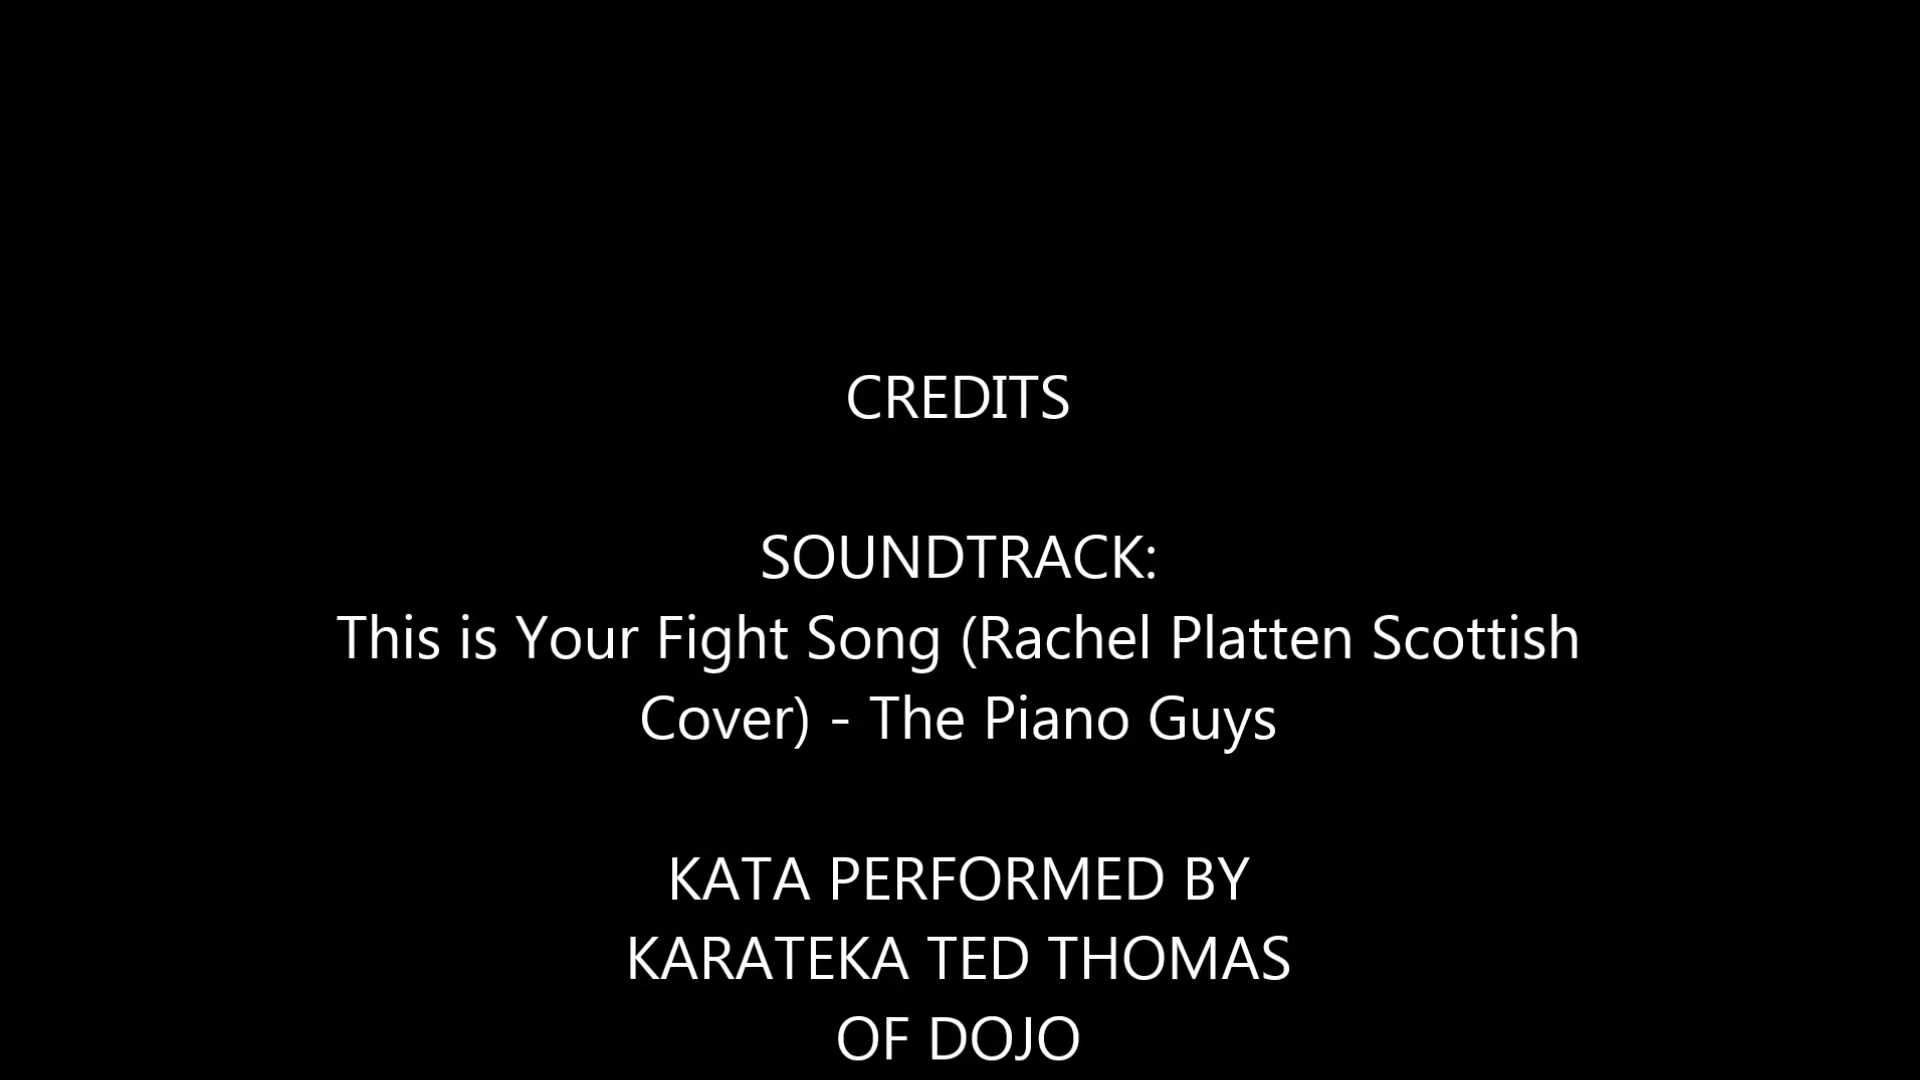 CREDITS
SOUNDTRACK:
This is Your Fight Song (Rachel Platten Scottish
Cover) - The Piano Guys
KATA PERFORMED BY
KARATEKA TED THOMAS
OF DOJO